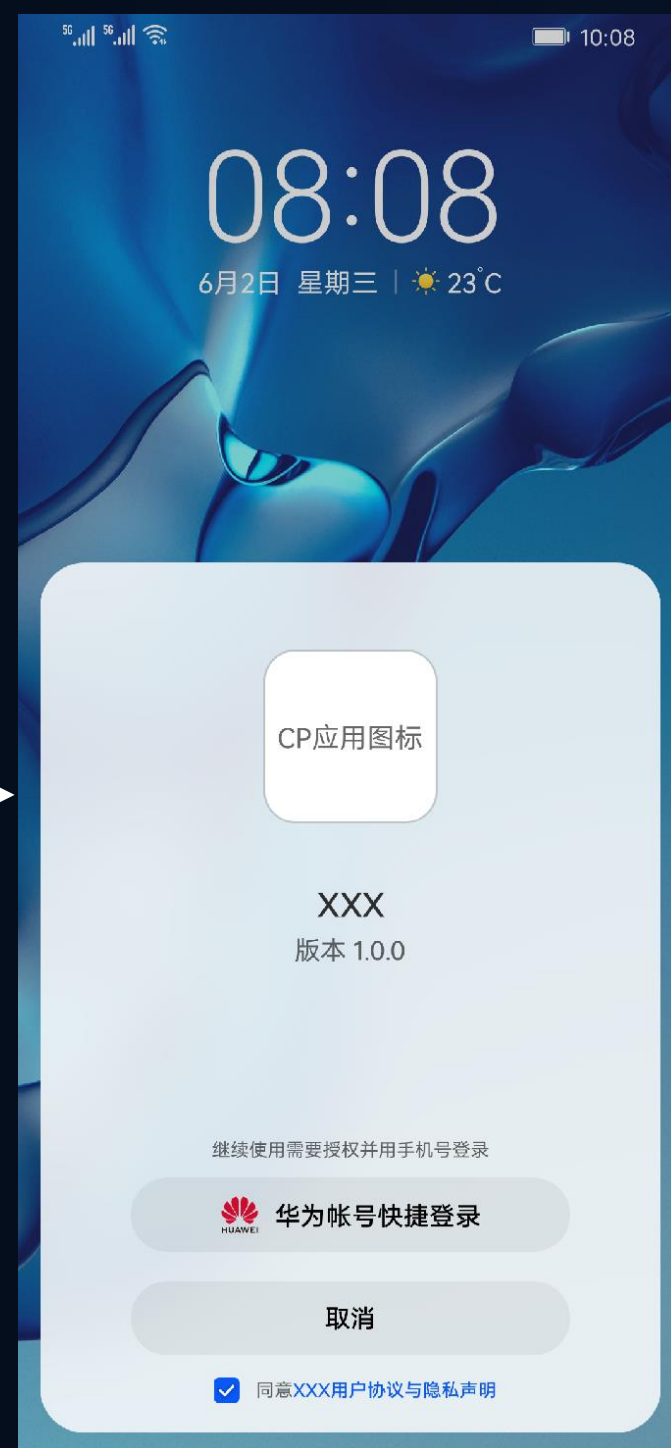 5G 5G 10:08
08:08
6月2日 星期三 23°C
CP应用图标
XXX
版本 1.0.0
继续使用需要授权并用手机号登录
HUAWEI 华为帐号快捷登录
取消
同意XXX用户协议与隐私声明